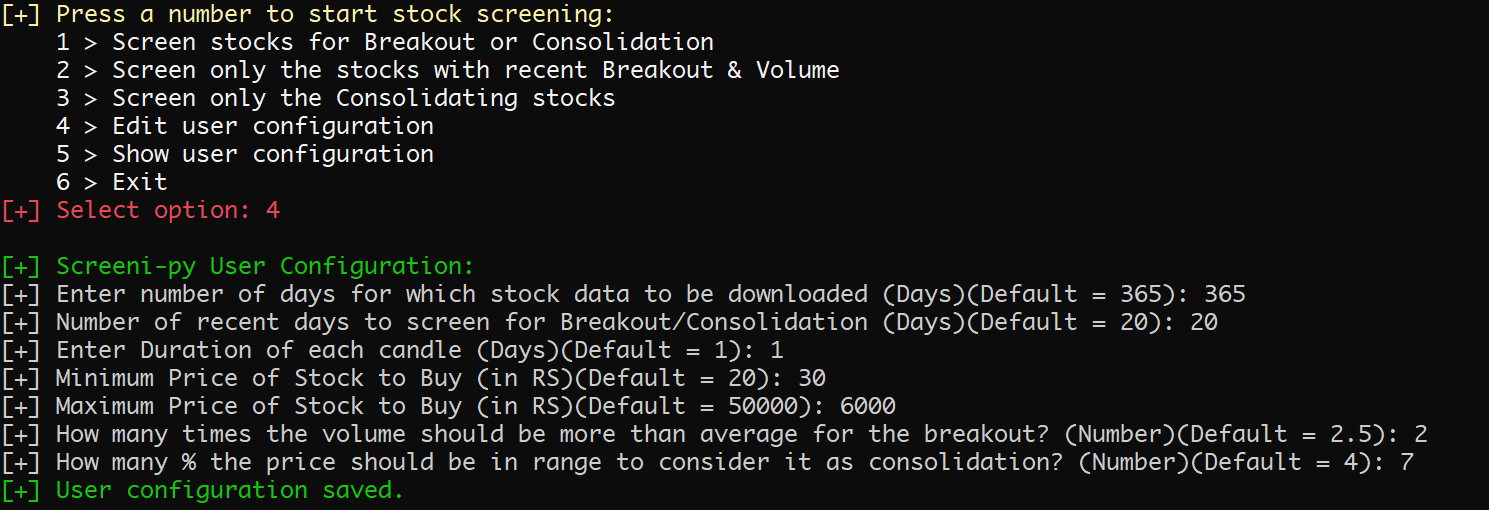 [+] Press a number to start stock screening:
    1 > Screen stocks for Breakout or Consolidation
    2 > Screen only the stocks with recent Breakout & Volume
    3 > Screen only the Consolidating stocks
    4 > Edit user configuration
    5 > Show user configuration
    6 > Exit
[+] Select option: 4
[+] Screeni-py User Configuration:
[+] Enter number of days for which stock data to be downloaded (Days)(Default = 365): 365
[+] Number of recent days to screen for Breakout/Consolidation (Days)(Default = 20): 20
[+] Enter Duration of each candle (Days)(Default = 1): 1
[+] Minimum Price of Stock to Buy (in RS)(Default = 20): 30
[+] Maximum Price of Stock to Buy (in RS)(Default = 50000): 6000
[+] How many times the volume should be more than average for the breakout? (Number)(Default = 2.5): 2
[+] How many % the price should be in range to consider it as consolidation? (Number)(Default = 4): 7
[+] User configuration saved.